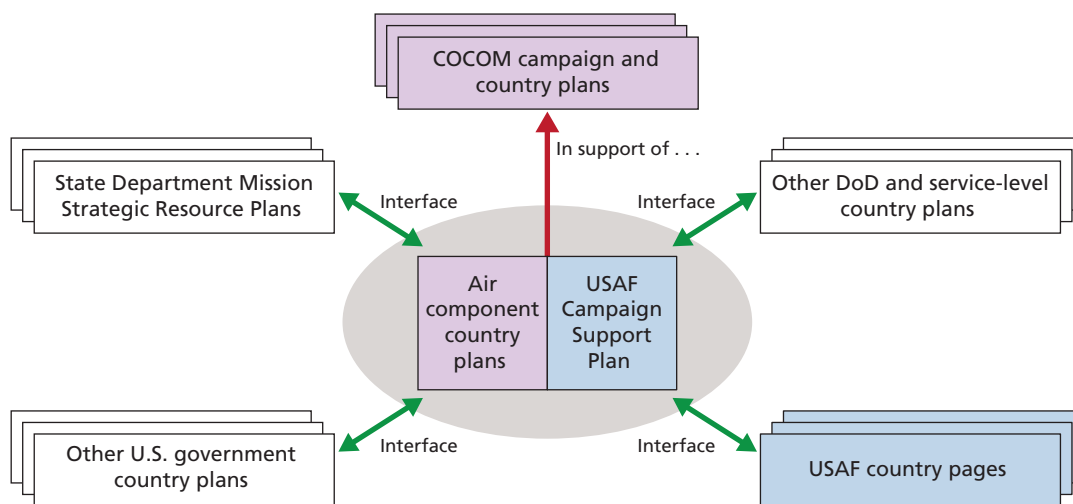 COCOM campaign and
country plans
In support of . . .
State Department Mission
Strategic Resource Plans
Interface
Other DoD and service-level
country plans
Interface
Air
component
country
plans
USAF
Campaign
Support
Plan
Other U.S. government
country plans
Interface
USAF country pages
Interface